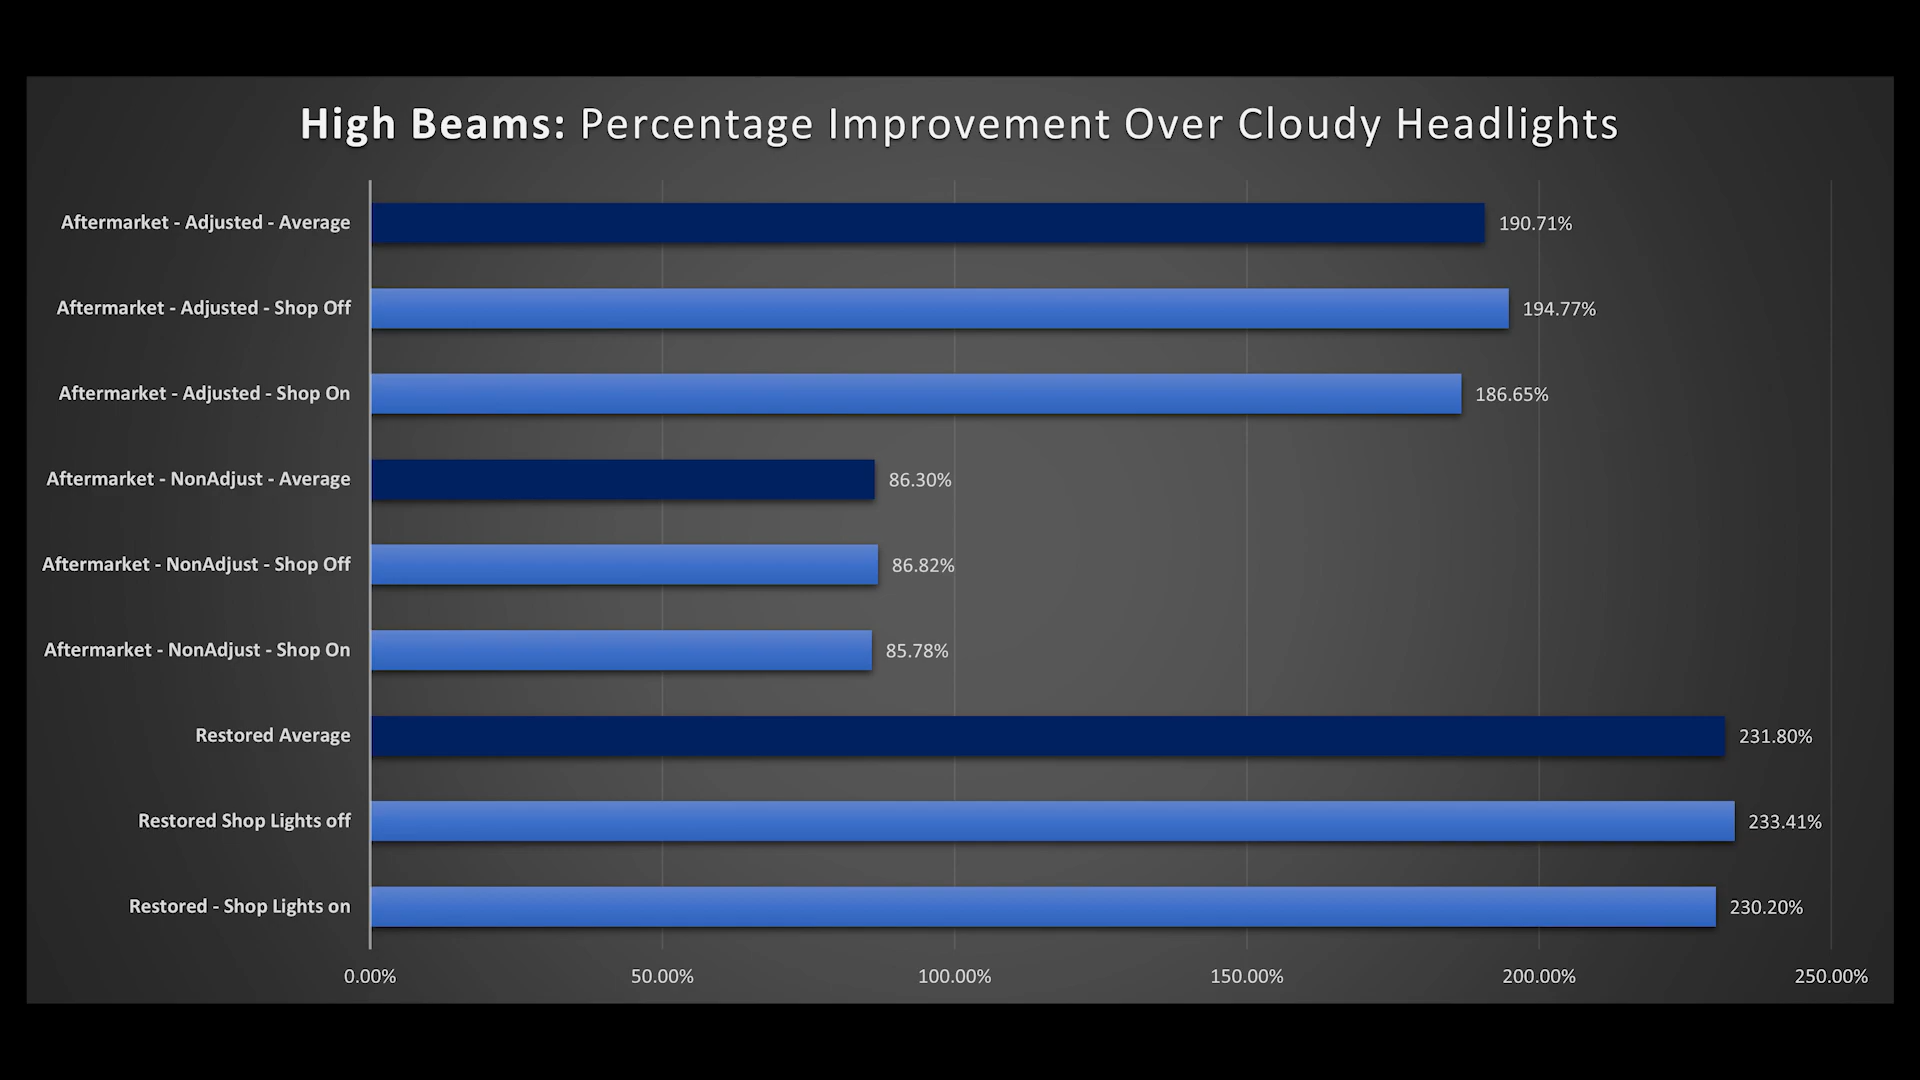 High Beams: Percentage Improvement Over Cloudy Headlights
Aftermarket - Adjusted - Average 190.71%
Aftermarket - Adjusted - Shop Off 194.77%
Aftermarket - Adjusted - Shop On 186.65%
Aftermarket - NonAdjust - Average 86.30%
Aftermarket - NonAdjust - Shop Off 86.82%
Aftermarket - NonAdjust - Shop On 85.78%
Restored Average 231.80%
Restored Shop Lights off 233.41%
Restored - Shop Lights on 230.20%
0.00% 50.00% 100.00% 150.00% 200.00% 250.00%